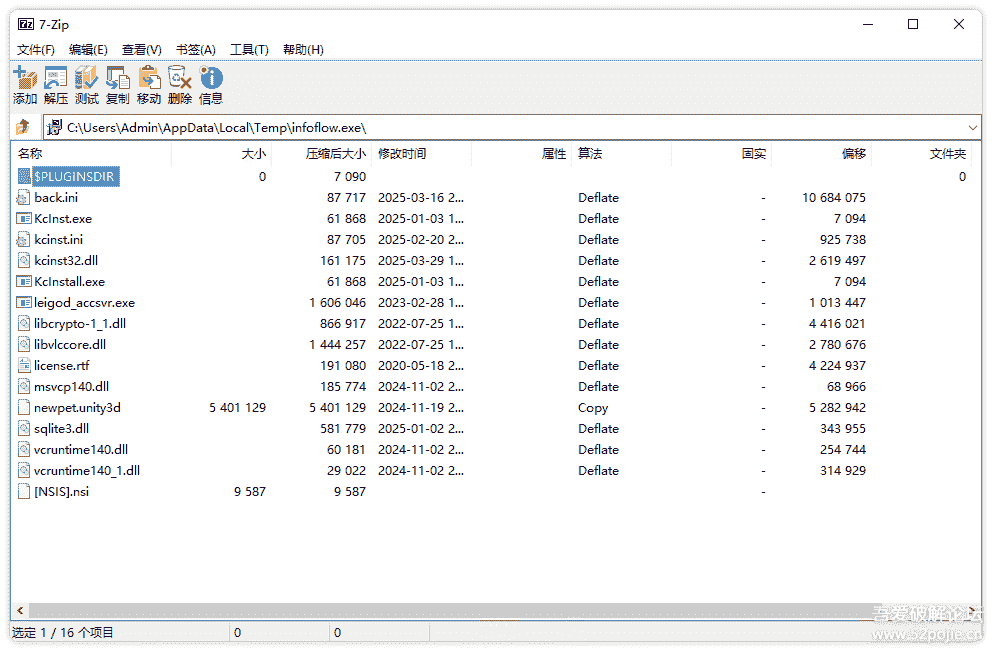 7-Zip
文件(F) 编辑(E) 查看(V) 书签(A) 工具(T) 帮助(H)
添加 解压 测试 复制 移动 删除 信息
C:\Users\Admin\AppData\Local\Temp\infoflow.exe\
名称 大小 压缩后大小 修改时间 属性 算法 固实 偏移 文件夹
$PLUGINSDIR 0 7 090 0
back.ini 87 717 2025-03-16 2... Deflate - 10 684 075
KcInst.exe 61 868 2025-01-03 1... Deflate - 7 094
kcinst.ini 87 705 2025-02-20 2... Deflate - 925 738
kcinst32.dll 161 175 2025-03-29 1... Deflate - 2 619 497
KcInstall.exe 61 868 2025-01-03 1... Deflate - 7 094
leigod_accsvr.exe 1 606 046 2023-02-28 1... Deflate - 1 013 447
libcrypto-1_1.dll 866 917 2022-07-25 1... Deflate - 4 416 021
libvlccore.dll 1 444 257 2022-07-25 1... Deflate - 2 780 676
license.rtf 191 080 2020-05-18 2... Deflate - 4 224 937
msvcp140.dll 185 774 2024-11-02 2... Deflate - 68 966
newpet.unity3d 5 401 129 5 401 129 2024-11-19 2... Copy - 5 282 942
sqlite3.dll 581 779 2025-01-02 2... Deflate - 343 955
vcruntime140.dll 60 181 2024-11-02 2... Deflate - 254 744
vcruntime140_1.dll 29 022 2024-11-02 2... Deflate - 314 929
[NSIS].nsi 9 587 9 587 -
选定 1 / 16 个项目 0 0
吾爱破解论坛
www.52pojie.cn